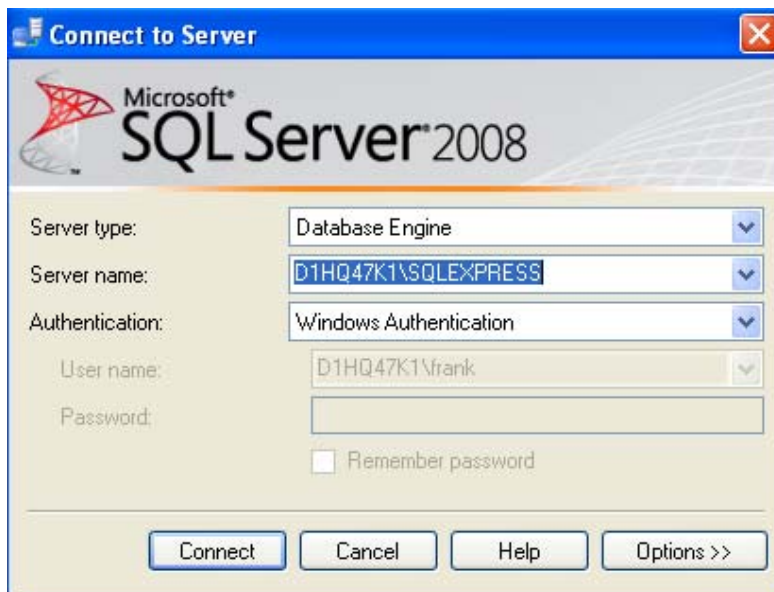 Connect to Server
Microsoft®
SQL Server® 2008
™
Server type: Database Engine
Server name: D1HQ47K1\SQLEXPRESS
Authentication: Windows Authentication
User name: D1HQ47K1\frank
Password:
Remember password
Connect Cancel Help Options >>